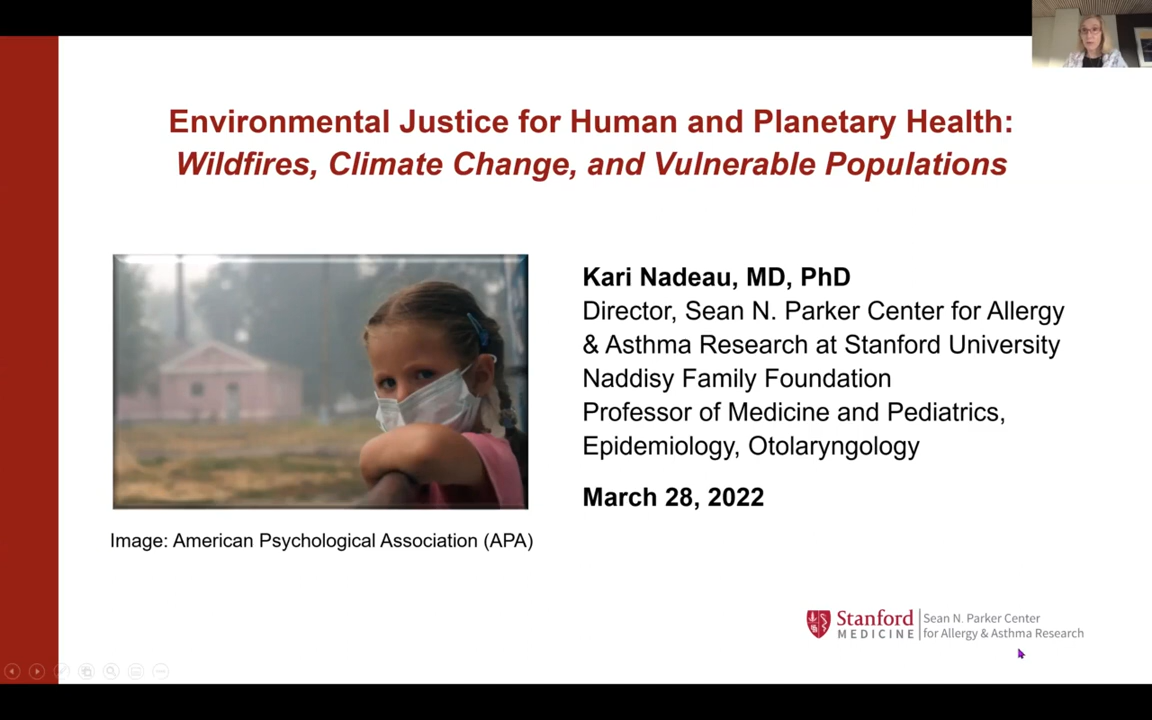 Environmental Justice for Human and Planetary Health:
Wildfires, Climate Change, and Vulnerable Populations
Kari Nadeau, MD, PhD
Director, Sean N. Parker Center for Allergy
& Asthma Research at Stanford University
Naddisy Family Foundation
Professor of Medicine and Pediatrics,
Epidemiology, Otolaryngology
March 28, 2022
Image: American Psychological Association (APA)
Stanford
MEDICINE
Sean N. Parker Center
for Allergy & Asthma Research